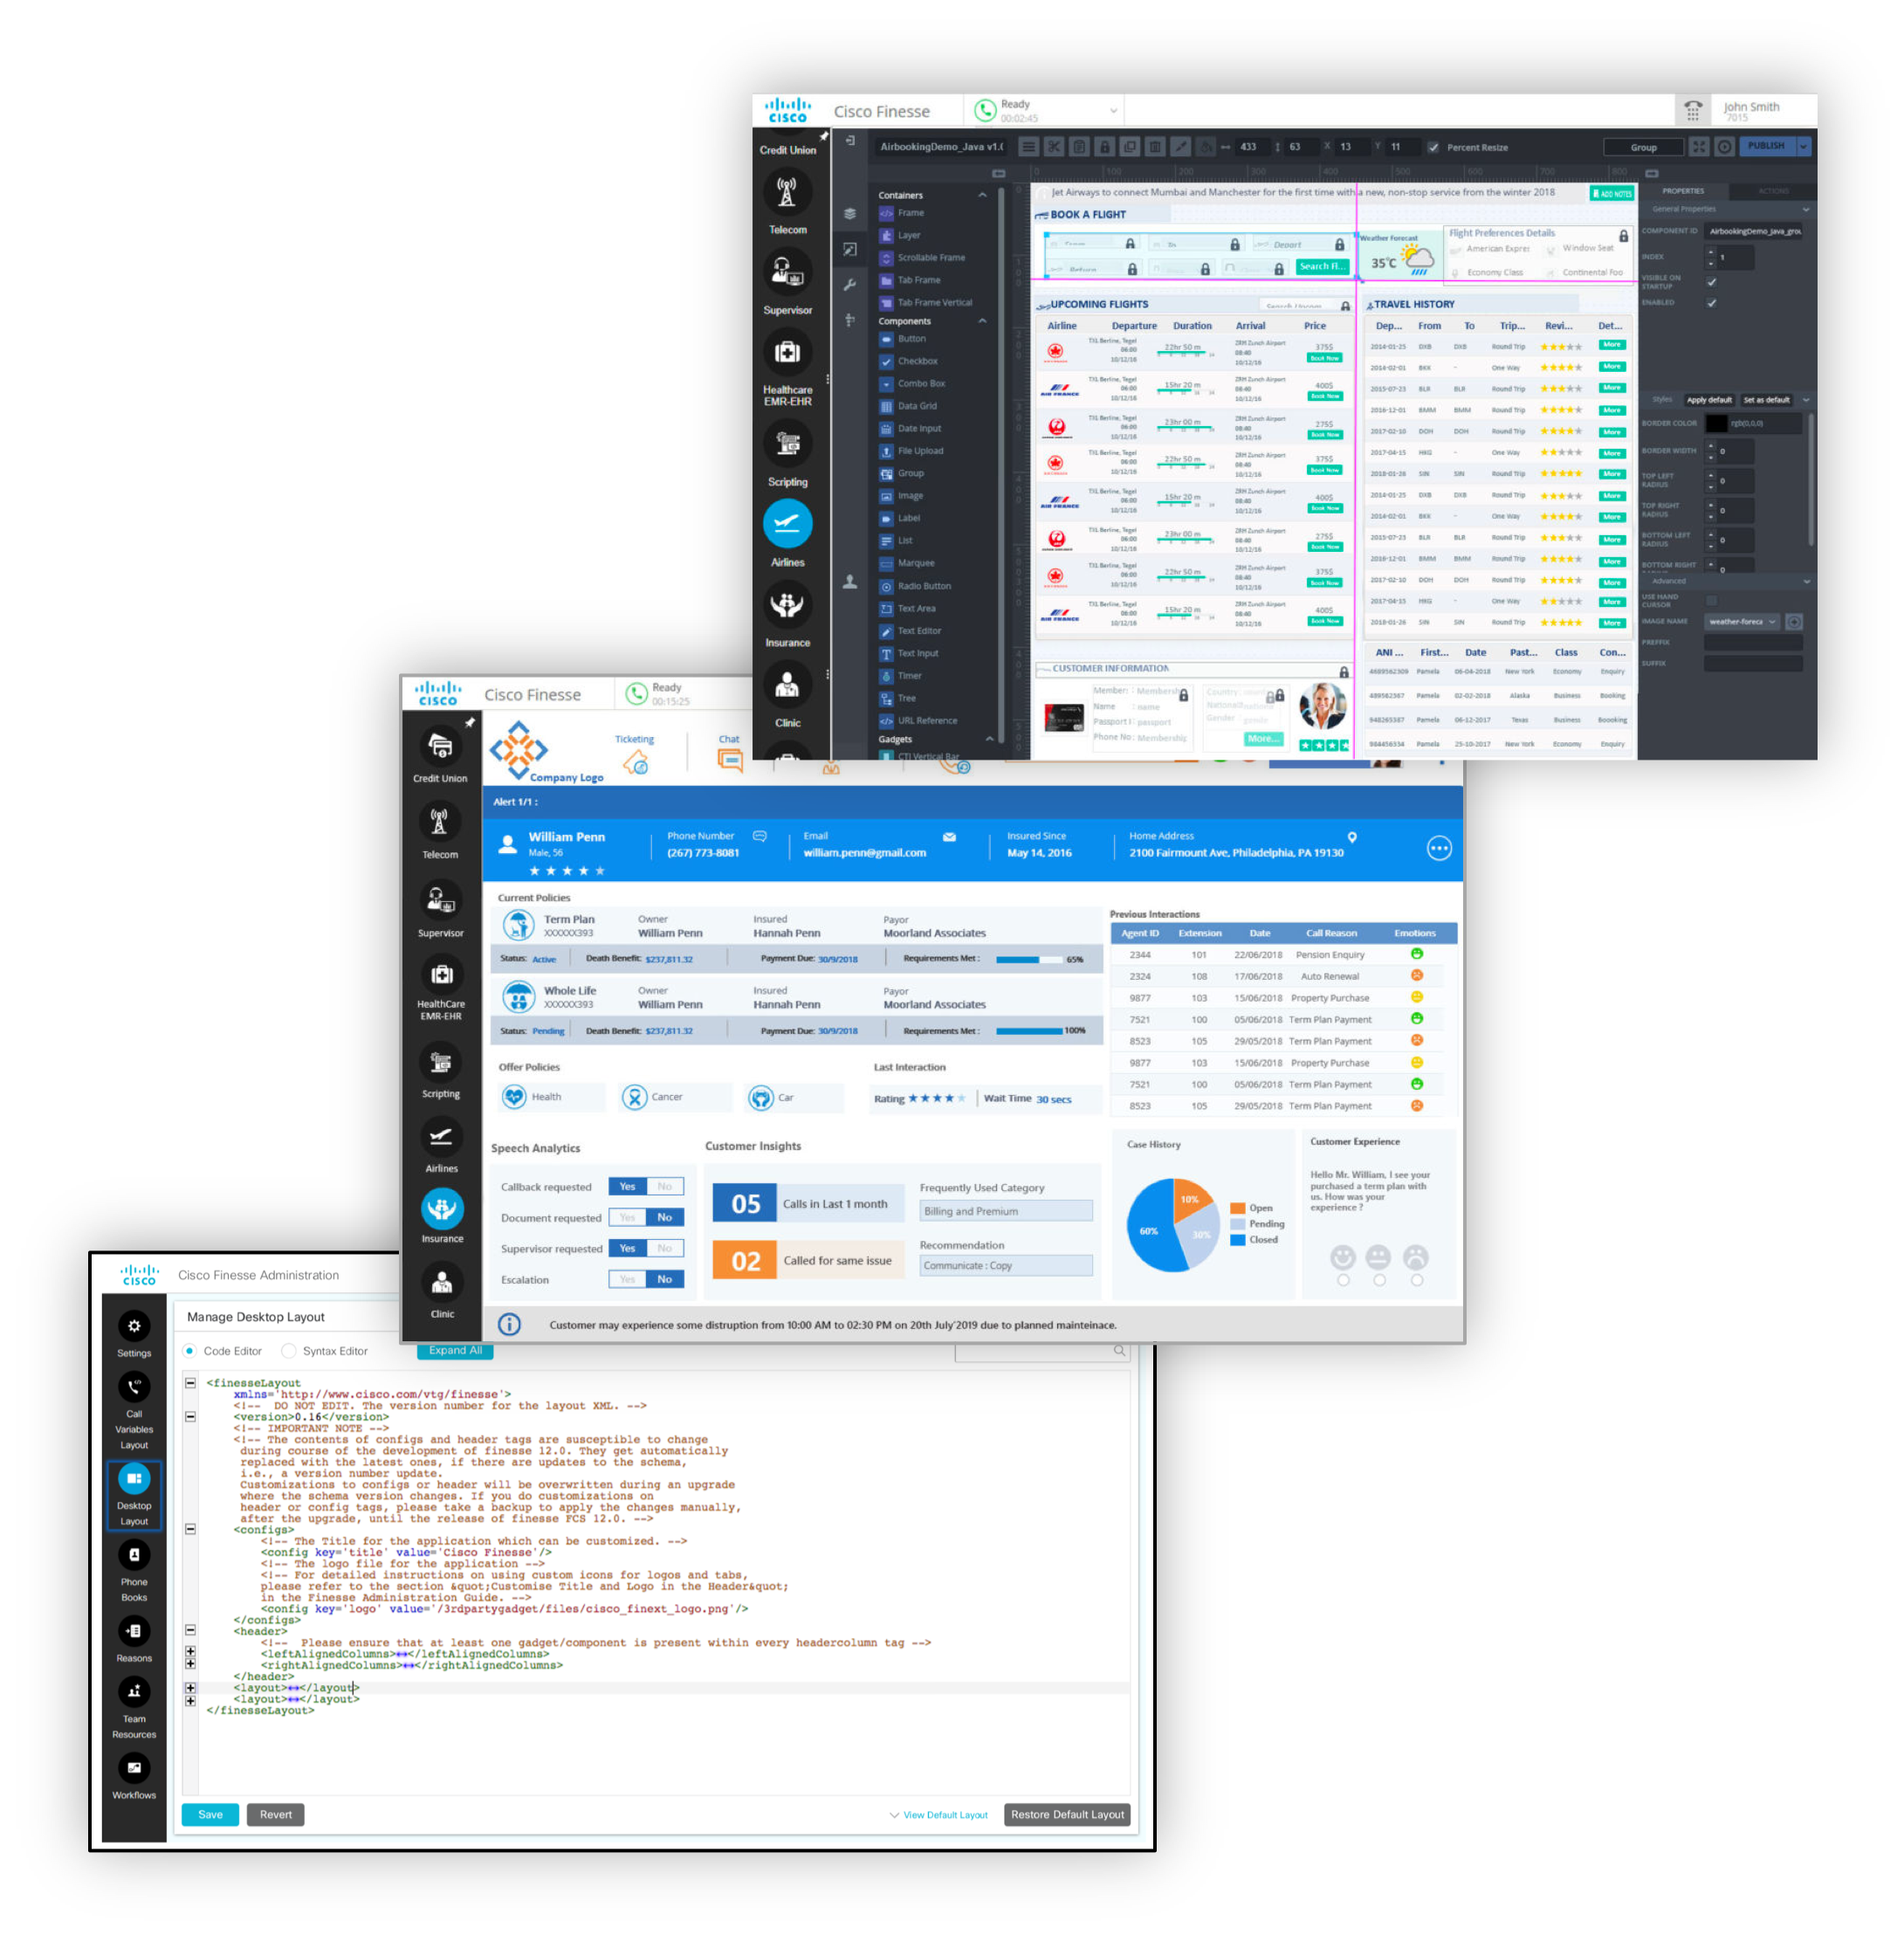 CISCO
Cisco Finesse
Ready
00:02:45
John Smith
7015
Credit Union
Telecom
Supervisor
Healthcare
EMR-EHR
Scripting
Airlines
Insurance
Clinic
AirbookingDemo_Java v1.(
433
63
X 13
Y 11
Percent Resize
Group
PUBLISH
Containers
Frame
Layer
Scrollable Frame
Tab Frame
Tab Frame Vertical
Components
Button
Checkbox
Combo Box
Data Grid
Date Input
File Upload
Group
Image
Label
List
Marquee
Radio Button
Text Area
Text Editor
Text Input
Timer
Tree
URL Reference
Gadgets
CTI Vertical Bar
Jet Airways to connect Mumbai and Manchester for the first time with a new, non-stop service from the winter 2018
ADD NOTES
BOOK A FLIGHT
To
Depart
Return
Search Fl...
Weather Forecast
35°C
Flight Preferences Details
American Expres
Window Seat
Economy Class
Continental Foo
UPCOMING FLIGHTS
Airline Departure Duration Arrival Price
TXL Berline, Tegel 06:00 10/12/16 22hr 50 m ZRH Zunch Airport 08:40 10/12/16 375$ Book Now
AIR FRANCE TXL Berline, Tegel 06:00 10/12/16 15hr 20 m ZRH Zunch Airport 08:40 10/12/16 400$ Book Now
TXL Berline, Tegel 06:00 10/12/16 23hr 00 m ZRH Zunch Airport 08:40 10/12/16 275$ Book Now
TXL Berline, Tegel 06:00 10/12/16 22hr 50 m ZRH Zunch Airport 08:40 10/12/16 375$ Book Now
AIR FRANCE TXL Berline, Tegel 06:00 10/12/16 15hr 20 m ZRH Zunch Airport 08:40 10/12/16 400$ Book Now
TXL Berline, Tegel 06:00 10/12/16 23hr 00 m ZRH Zunch Airport 08:40 10/12/16 275$ Book Now
TXL Berline, Tegel 06:00 10/12/16 22hr 50 m ZRH Zunch Airport 08:40 10/12/16 375$ Book Now
AIR FRANCE TXL Berline, Tegel 06:00 10/12/16 15hr 20 m ZRH Zunch Airport 08:40 10/12/16 400$ Book Now
TRAVEL HISTORY
Dep... From To Trip... Revi... Det...
2014-01-25 DXB DXB Round Trip More
2014-02-01 BKK - One Way More
2015-07-23 BLR BLR Round Trip More
2016-12-01 BMM BMM Round Trip More
2017-02-10 DOH DOH Round Trip More
2017-04-15 HKG - One Way More
2018-01-26 SIN SIN Round Trip More
2014-01-25 DXB DXB Round Trip More
2014-02-01 BKK - One Way More
2015-07-23 BLR BLR Round Trip More
2016-12-01 BMM BMM Round Trip More
2017-02-10 DOH DOH Round Trip More
2017-04-15 HKG - One Way More
2018-01-26 SIN SIN Round Trip More
ANI ... First... Date Past... Class Con...
4689562309 Pamela 06-04-2018 New York Economy Enquiry
489562367 Pamela 02-02-2018 Alaska Business Booking
948265387 Pamela 06-12-2017 Texas Business Boooking
984456334 Pamela 25-10-2017 New York Economy Enquiry
CUSTOMER INFORMATION
Member: : Membersh
Name : name
Passport I: passport
Phone No: Membership
Country:
Gender
More...
PROPERTIES
ACTIONS
General Properties
COMPONENT ID AirbookingDemo_Java_grou
INDEX 1
VISIBLE ON
STARTUP
ENABLED
Styles Apply default Set as default
BORDER COLOR rgb(0,0,0)
BORDER WIDTH 0
TOP LEFT
RADIUS 0
TOP RIGHT
RADIUS 0
BOTTOM LEFT
RADIUS 0
BOTTOM RIGHT
0
Advanced
USE HAND
CURSOR
IMAGE NAME weather-foreca
PREFFIX
SUFFIX
CISCO
Cisco Finesse
Ready
00:15:25
Credit Union
Telecom
Supervisor
HealthCare
EMR-EHR
Scripting
Airlines
Insurance
Clinic
Company Logo
Ticketing
Chat
Alert 1/1 :
William Penn
Male, 56
Phone Number
(267) 773-8081
Email
william.penn@gmail.com
Insured Since
May 14, 2016
Home Address
2100 Fairmount Ave, Philadelphia, PA 19130
Current Policies
Term Plan Owner Insured Payor
XXXXXX393 William Penn Hannah Penn Moorland Associates
Status: Active Death Benefit: $237,811.32 Payment Due: 30/9/2018 Requirements Met : 65%
Whole Life Owner Insured Payor
XXXXXX393 William Penn Hannah Penn Moorland Associates
Status: Pending Death Benefit: $237,811.32 Payment Due: 30/9/2018 Requirements Met : 100%
Offer Policies
Health
Cancer
Car
Last Interaction
Rating
Wait Time 30 secs
Previous Interactions
Agent ID Extension Date Call Reason Emotions
2344 101 22/06/2018 Pension Enquiry
2324 108 17/06/2018 Auto Renewal
9877 103 15/06/2018 Property Purchase
7521 100 05/06/2018 Term Plan Payment
8523 105 29/05/2018 Term Plan Payment
9877 103 15/06/2018 Property Purchase
7521 100 05/06/2018 Term Plan Payment
8523 105 29/05/2018 Term Plan Payment
Speech Analytics
Callback requested Yes No
Document requested Yes No
Supervisor requested Yes No
Escalation Yes No
Customer Insights
05 Calls in Last 1 month
02 Called for same issue
Frequently Used Category
Billing and Premium
Recommendation
Communicate : Copy
Case History
10%
30%
60%
Open
Pending
Closed
Customer Experience
Hello Mr. William, I see your
purchased a term plan with
us. How was your
experience ?
Customer may experience some distruption from 10:00 AM to 02:30 PM on 20th July'2019 due to planned mainteinace.
CISCO
Cisco Finesse Administration
Settings
Call
Variables
Layout
Desktop
Layout
Phone
Books
Reasons
Team
Resources
Workflows
Manage Desktop Layout
Code Editor
Syntax Editor
Expand All
<finesseLayout
xmlns='http://www.cisco.com/vtg/finesse'>
<!-- DO NOT EDIT. The version number for the layout XML. -->
<version>0.16</version>
<!-- IMPORTANT NOTE -->
<!-- The contents of configs and header tags are susceptible to change
during course of the development of finesse 12.0. They get automatically
replaced with the latest ones, if there are updates to the schema,
i.e., a version number update.
Customizations to configs or header will be overwritten during an upgrade
where the schema version changes. If you do customizations on
header or config tags, please take a backup to apply the changes manually,
after the upgrade, until the release of finesse FCS 12.0. -->
<configs>
<!-- The Title for the application which can be customized. -->
<config key='title' value='Cisco Finesse'/>
<!-- The logo file for the application -->
<!-- For detailed instructions on using custom icons for logos and tabs,
please refer to the section &quot;Customise Title and Logo in the Header&quot;
in the Finesse Administration Guide. -->
<config key='logo' value='/3rdpartygadget/files/cisco_finext_logo.png'/>
</configs>
<header>
<!-- Please ensure that at least one gadget/component is present within every headercolumn tag -->
<leftAlignedColumns>↔</leftAlignedColumns>
<rightAlignedColumns>↔</rightAlignedColumns>
</header>
<layout>↔</layout>
<layout>↔</layout>
</finesseLayout>
Save
Revert
View Default Layout
Restore Default Layout